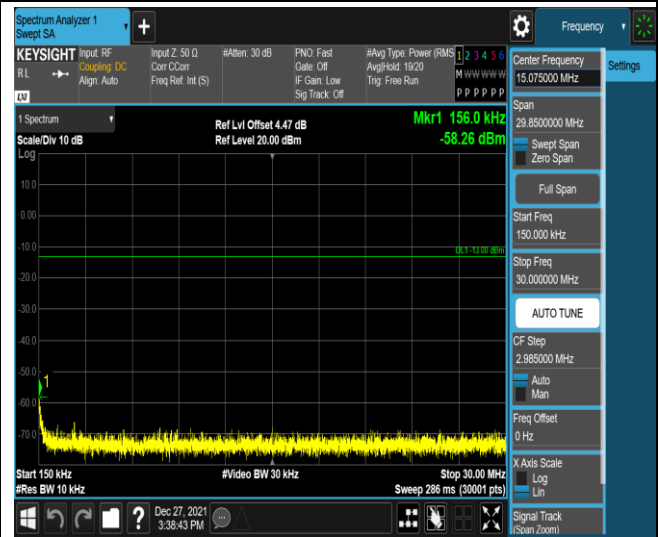 Spectrum Analyzer 1
Swept SA
+
Frequency
KEYSIGHT
RL
LXI
Input: RF
Coupling: DC
Align: Auto
Input Z: 50 Ω
Corr CCorr
Freq Ref: Int (S)
#Atten: 30 dB
PNO: Fast
Gate: Off
IF Gain: Low
Sig Track: Off
#Avg Type: Power (RMS
Avg|Hold: 19/20
Trig: Free Run
1 2 3 4 5 6
M W W W W W
P P P P P P
1 Spectrum
Scale/Div 10 dB
Log
Ref Lvl Offset 4.47 dB
Ref Level 20.00 dBm
Mkr1 156.0 kHz
-58.26 dBm
10.0
0.00
-10.0
DL1 -13.00 dBm
-20.0
-30.0
-40.0
-50.0
1
-60.0
-70.0
Start 150 kHz
#Res BW 10 kHz
#Video BW 30 kHz
Stop 30.00 MHz
Sweep 286 ms (30001 pts)
?
Dec 27, 2021
3:38:43 PM
Center Frequency
15.075000 MHz
Settings
Span
29.8500000 MHz
Swept Span
Zero Span
Full Span
Start Freq
150.000 kHz
Stop Freq
30.000000 MHz
AUTO TUNE
CF Step
2.985000 MHz
Auto
Man
Freq Offset
0 Hz
X Axis Scale
Log
Lin
Signal Track
(Span Zoom)